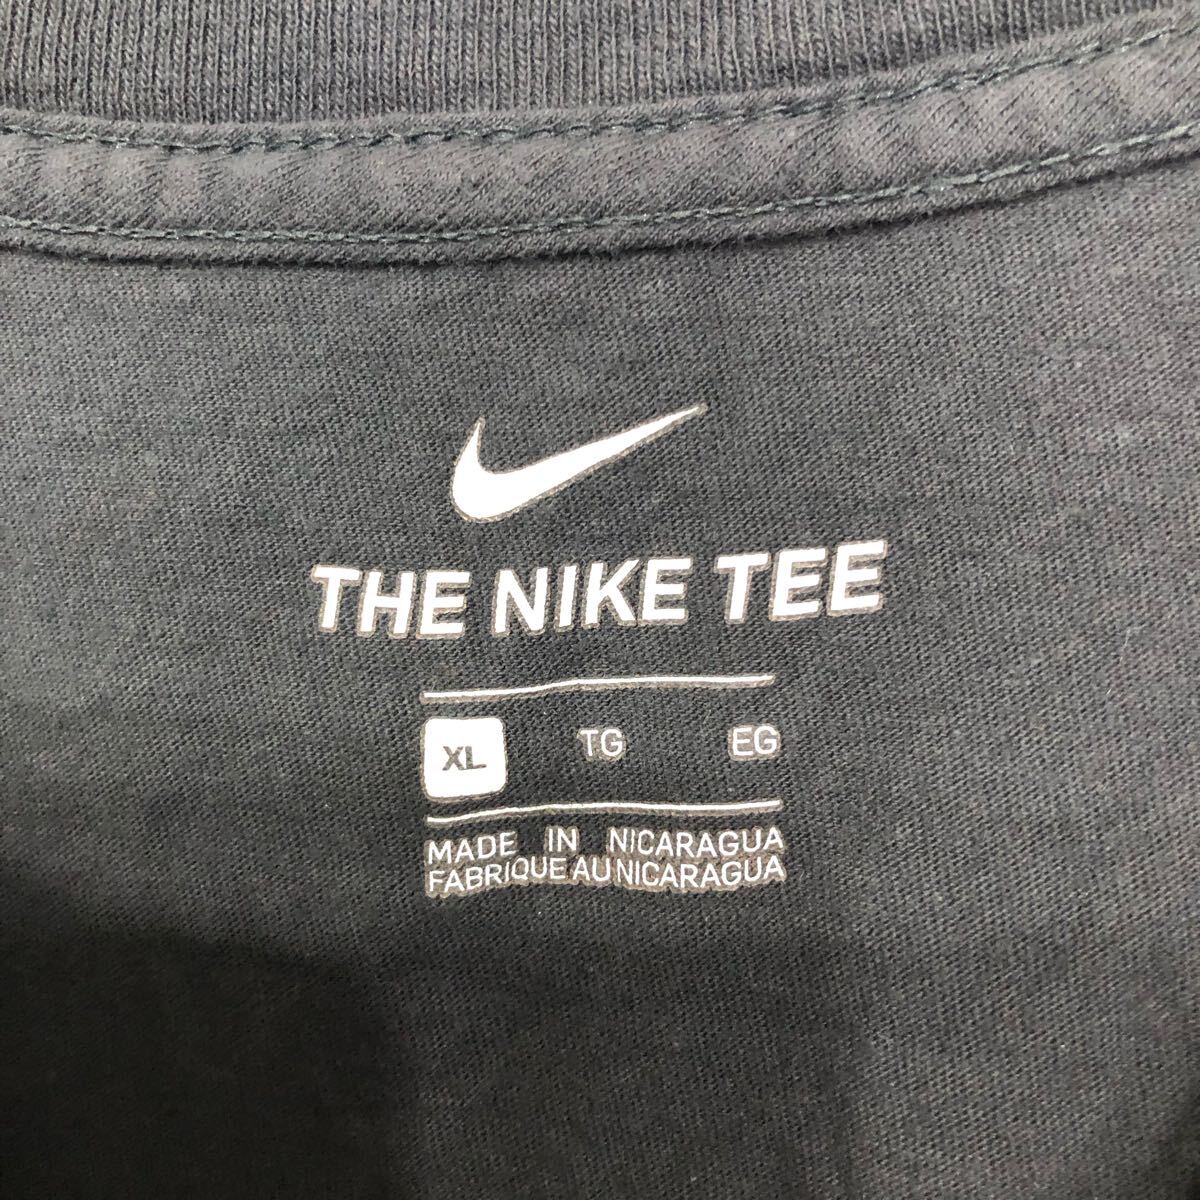 THE NIKE TEE
XL TG EG
MADE IN NICARAGUA
FABRIQUE AU NICARAGUA